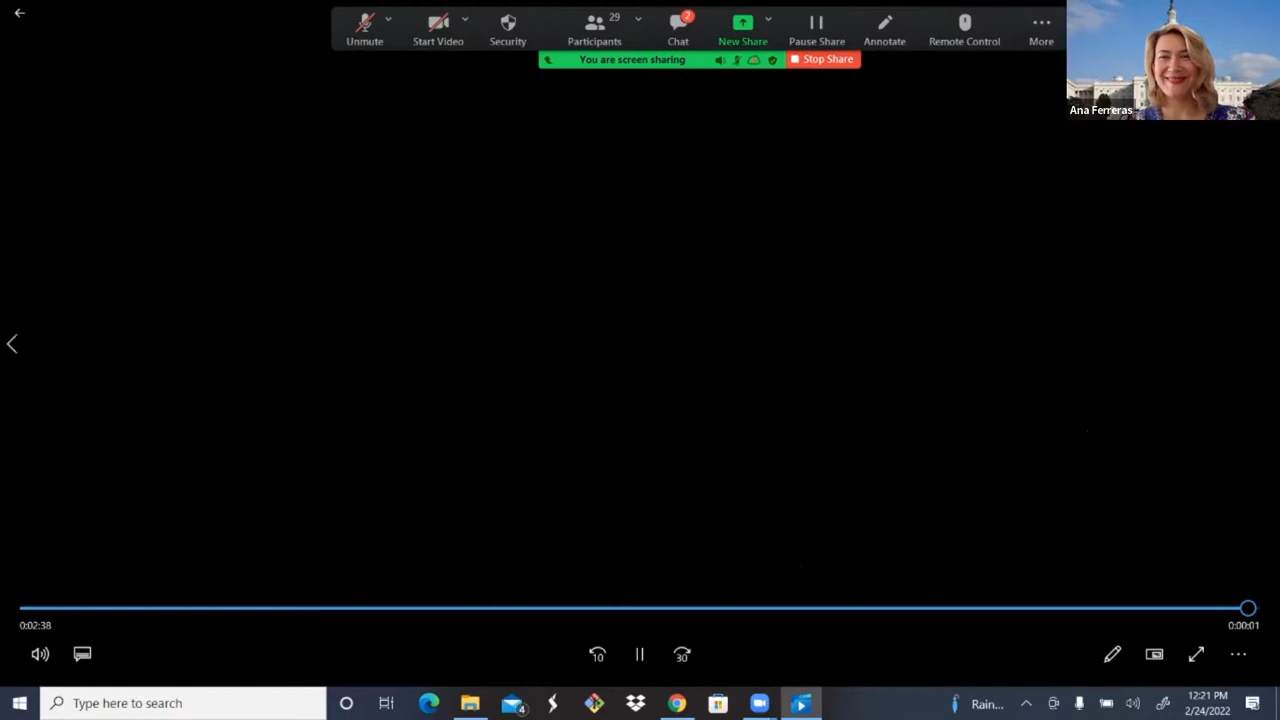 29
2
Unmute
Start Video
Security
Participants
Chat
New Share
Pause Share
Annotate
Remote Control
More
You are screen sharing
Stop Share
Ana Ferreras
0:02:38
0:00:01
10
30
Type here to search
4
Rain...
12:21 PM
2/24/2022